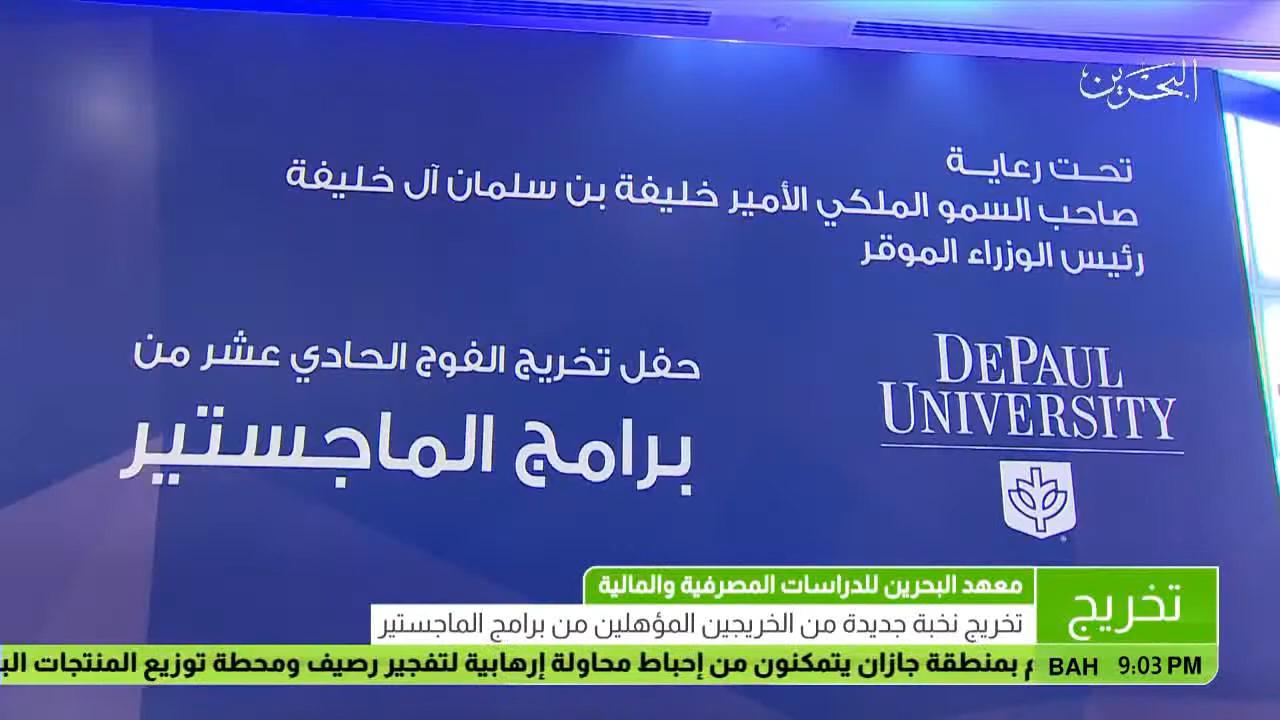 البحرين
تحت رعاية
صاحب السمو الملكي الأمير خليفة بن سلمان آل خليفة
رئيس الوزراء الموقر
حفل تخريج الفوج الحادي عشر من
برامج الماجستير
DEPAUL
UNIVERSITY
تخريج
معهد البحرين للدراسات المصرفية والمالية
تخريج نخبة جديدة من الخريجين المؤهلين من برامج الماجستير
BAH 9:03 PM
بمنطقة جازان يتمكنون من إحباط محاولة إرهابية لتفجير رصيف ومحطة توزيع المنتجات